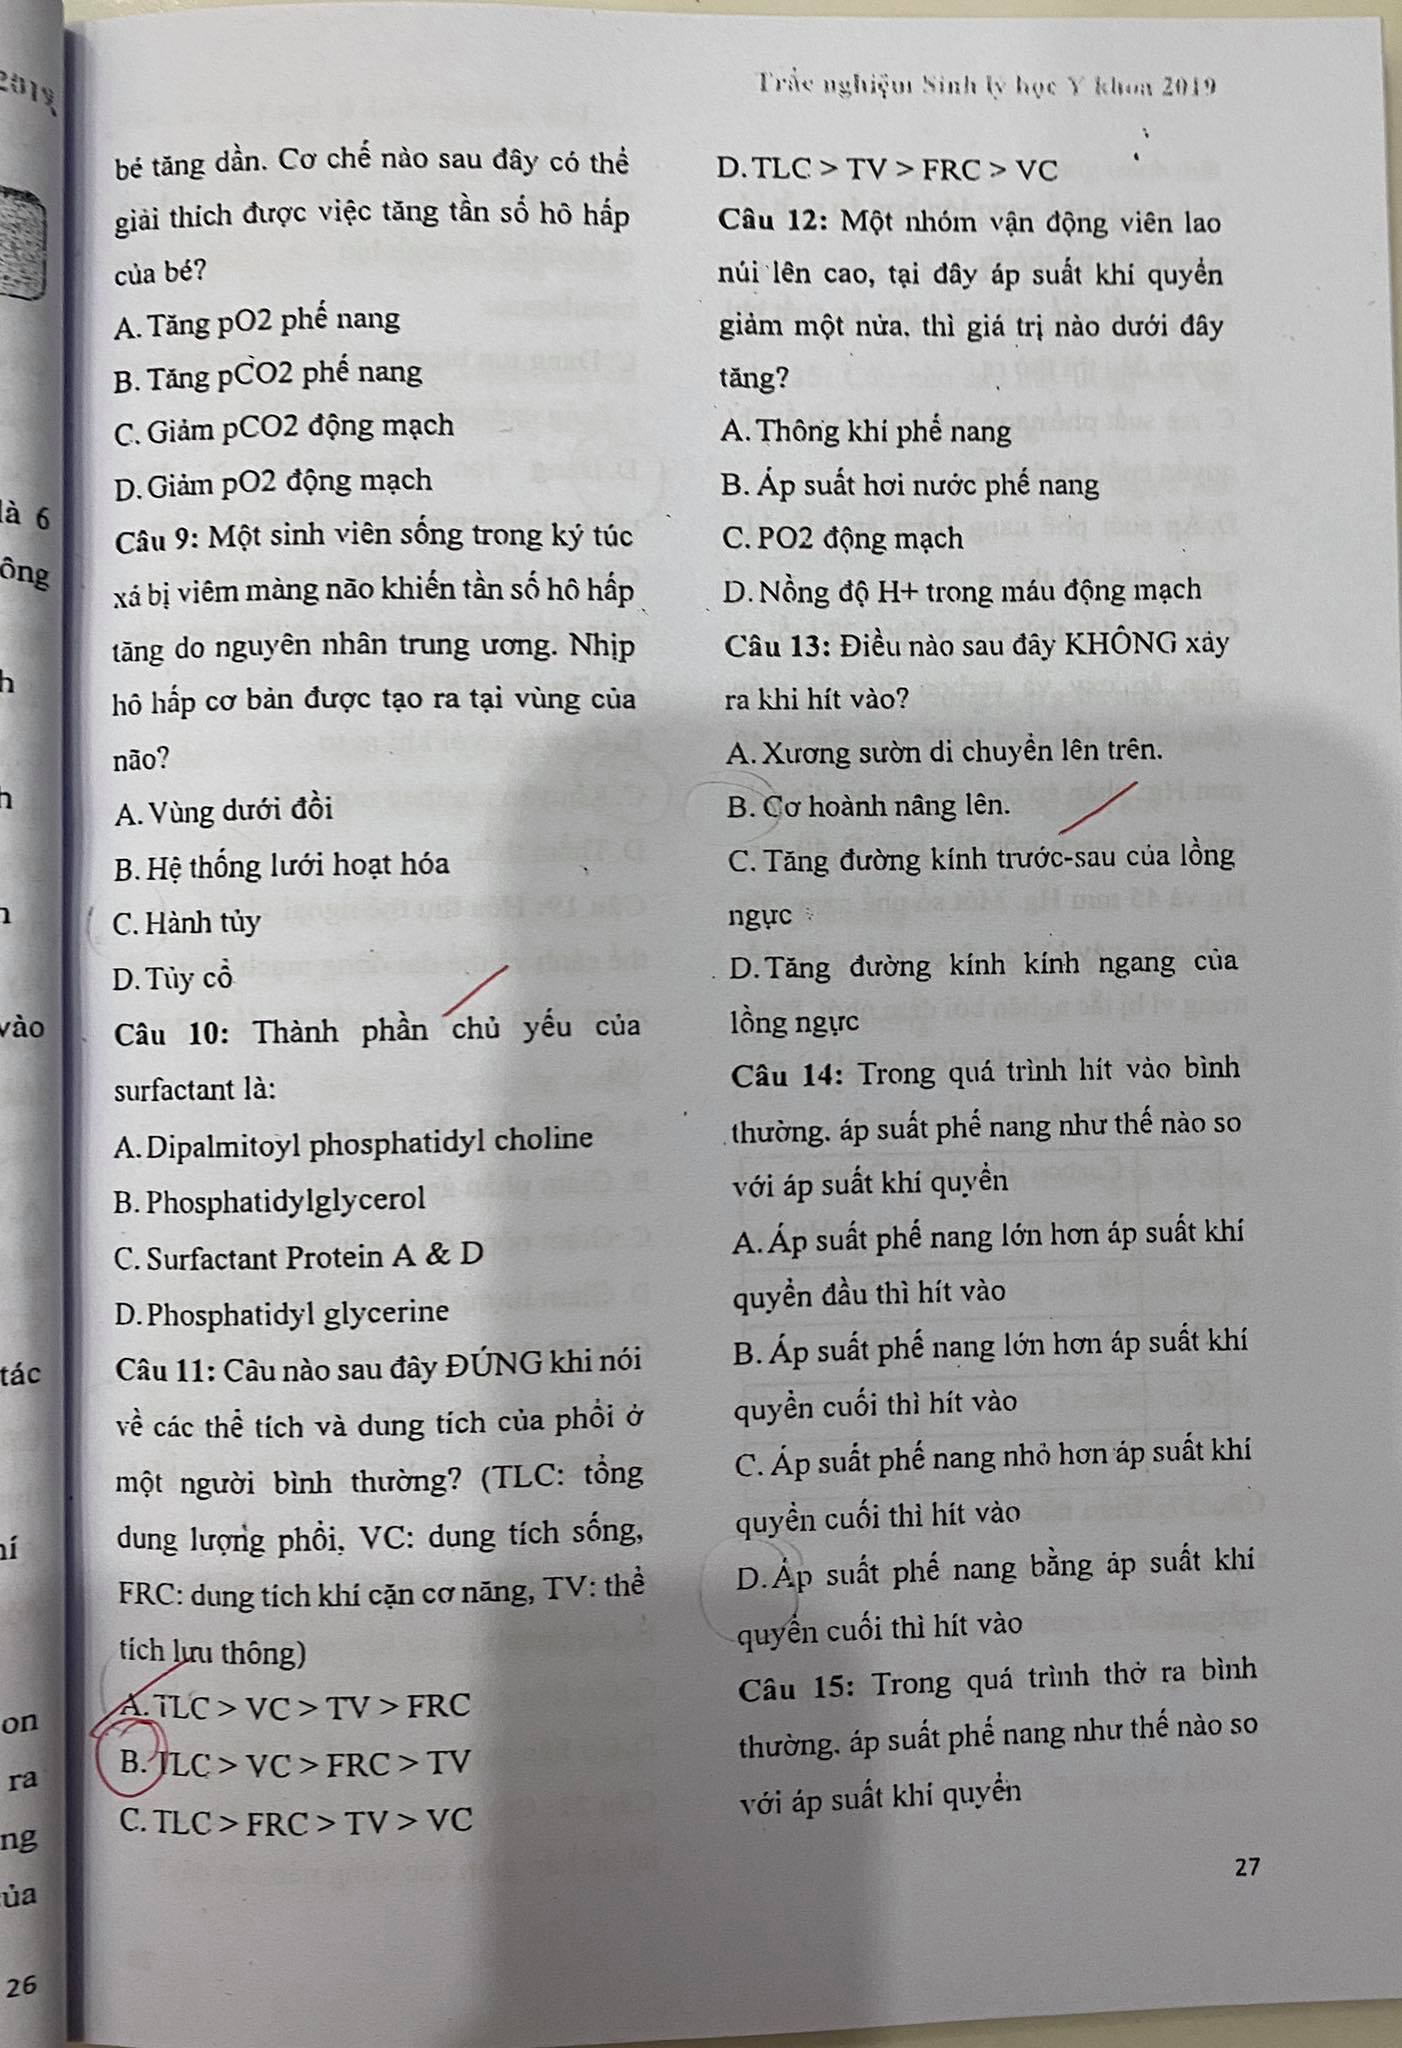 2019
là 6
ông
h
h
vào
tác
hí
on
ra
ng
của
26
Trắc nghiệm Sinh lý học Y khoa 2019
bé tăng dần. Cơ chế nào sau đây có thể
giải thích được việc tăng tần số hô hấp
của bé?
A. Tăng pO2 phế nang
B. Tăng pCO2 phế nang
C. Giảm pCO2 động mạch
D. Giảm pO2 động mạch
Câu 9: Một sinh viên sống trong ký túc
xá bị viêm màng não khiến tần số hô hấp
tăng do nguyên nhân trung ương. Nhịp
hô hấp cơ bản được tạo ra tại vùng của
não?
A. Vùng dưới đồi
B. Hệ thống lưới hoạt hóa
C. Hành tủy
D. Tủy cổ
Câu 10: Thành phần chủ yếu của
surfactant là:
A. Dipalmitoyl phosphatidyl choline
B. Phosphatidylglycerol
C. Surfactant Protein A & D
D. Phosphatidyl glycerine
Câu 11: Câu nào sau đây ĐÚNG khi nói
về các thể tích và dung tích của phổi ở
một người bình thường? (TLC: tổng
dung lượng phổi, VC: dung tích sống,
FRC: dung tích khí cặn cơ năng, TV: thể
tích lưu thông)
A. TLC > VC > TV > FRC
B. TLC > VC > FRC > TV
C. TLC > FRC > TV > VC
D. TLC > TV > FRC > VC
Câu 12: Một nhóm vận động viên lao
núi lên cao, tại đây áp suất khí quyển
giảm một nửa, thì giá trị nào dưới đây
tăng?
A. Thông khí phế nang
B. Áp suất hơi nước phế nang
C. PO2 động mạch
D. Nồng độ H+ trong máu động mạch
Câu 13: Điều nào sau đây KHÔNG xảy
ra khi hít vào?
A. Xương sườn di chuyển lên trên.
B. Cơ hoành nâng lên.
C. Tăng đường kính trước-sau của lồng
ngực
D. Tăng đường kính kính ngang của
lồng ngực
Câu 14: Trong quá trình hít vào bình
thường, áp suất phế nang như thế nào so
với áp suất khí quyển
A. Áp suất phế nang lớn hơn áp suất khí
quyển đầu thì hít vào
B. Áp suất phế nang lớn hơn áp suất khí
quyển cuối thì hít vào
C. Áp suất phế nang nhỏ hơn áp suất khí
quyển cuối thì hít vào
D. Áp suất phế nang bằng áp suất khí
quyển cuối thì hít vào
Câu 15: Trong quá trình thở ra bình
thường, áp suất phế nang như thế nào so
với áp suất khí quyển
27